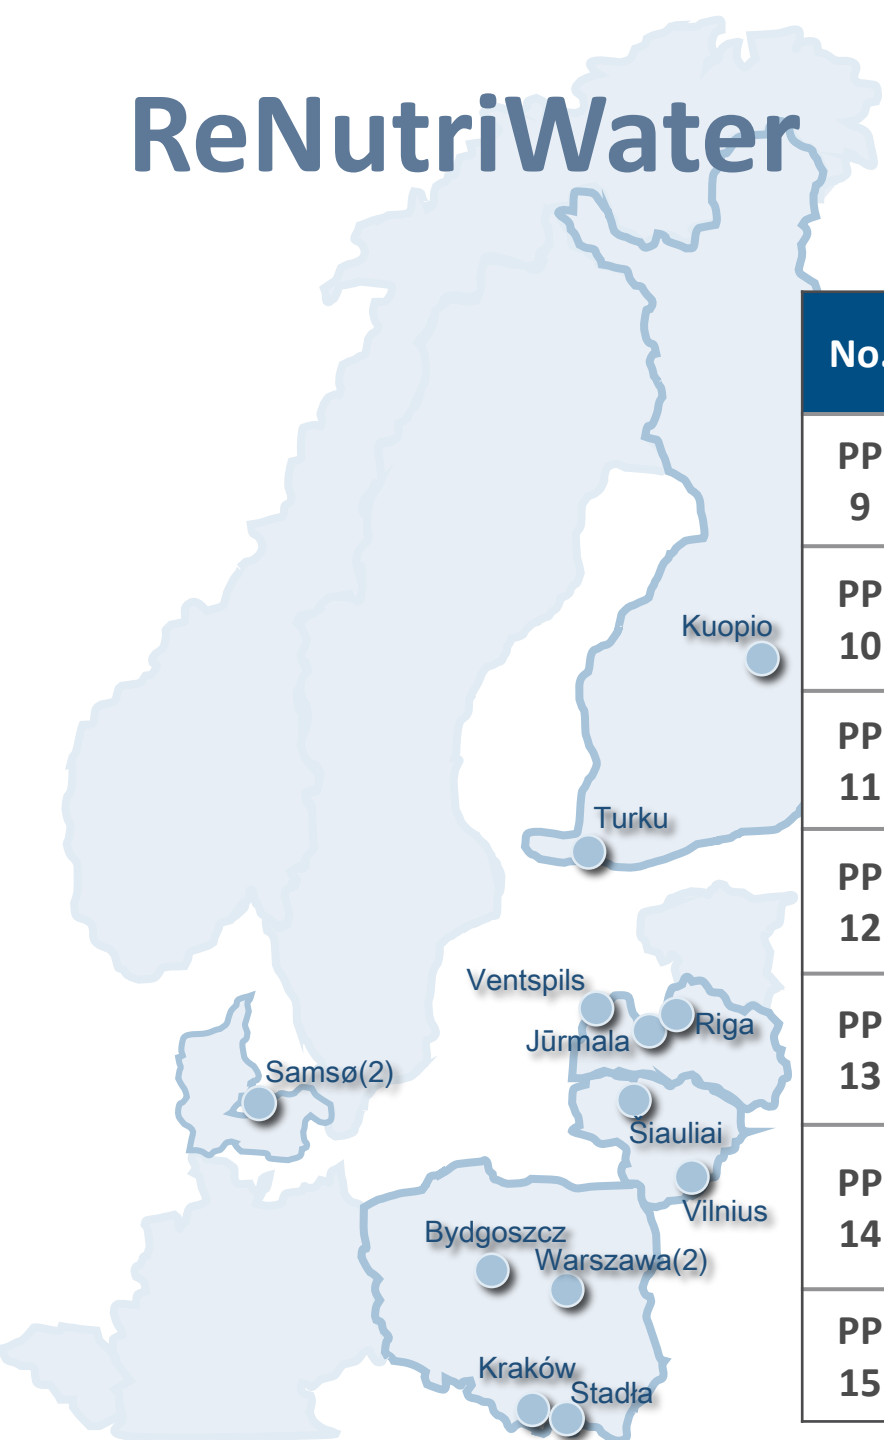 ReNutriWater
No.
PP
9
PP
10
PP
11
PP
12
PP
13
PP
14
PP
15
Kuopio
Turku
Ventspils
Jūrmala
Riga
Samsø(2)
Šiauliai
Vilnius
Bydgoszcz
Warszawa(2)
Kraków
Stadła